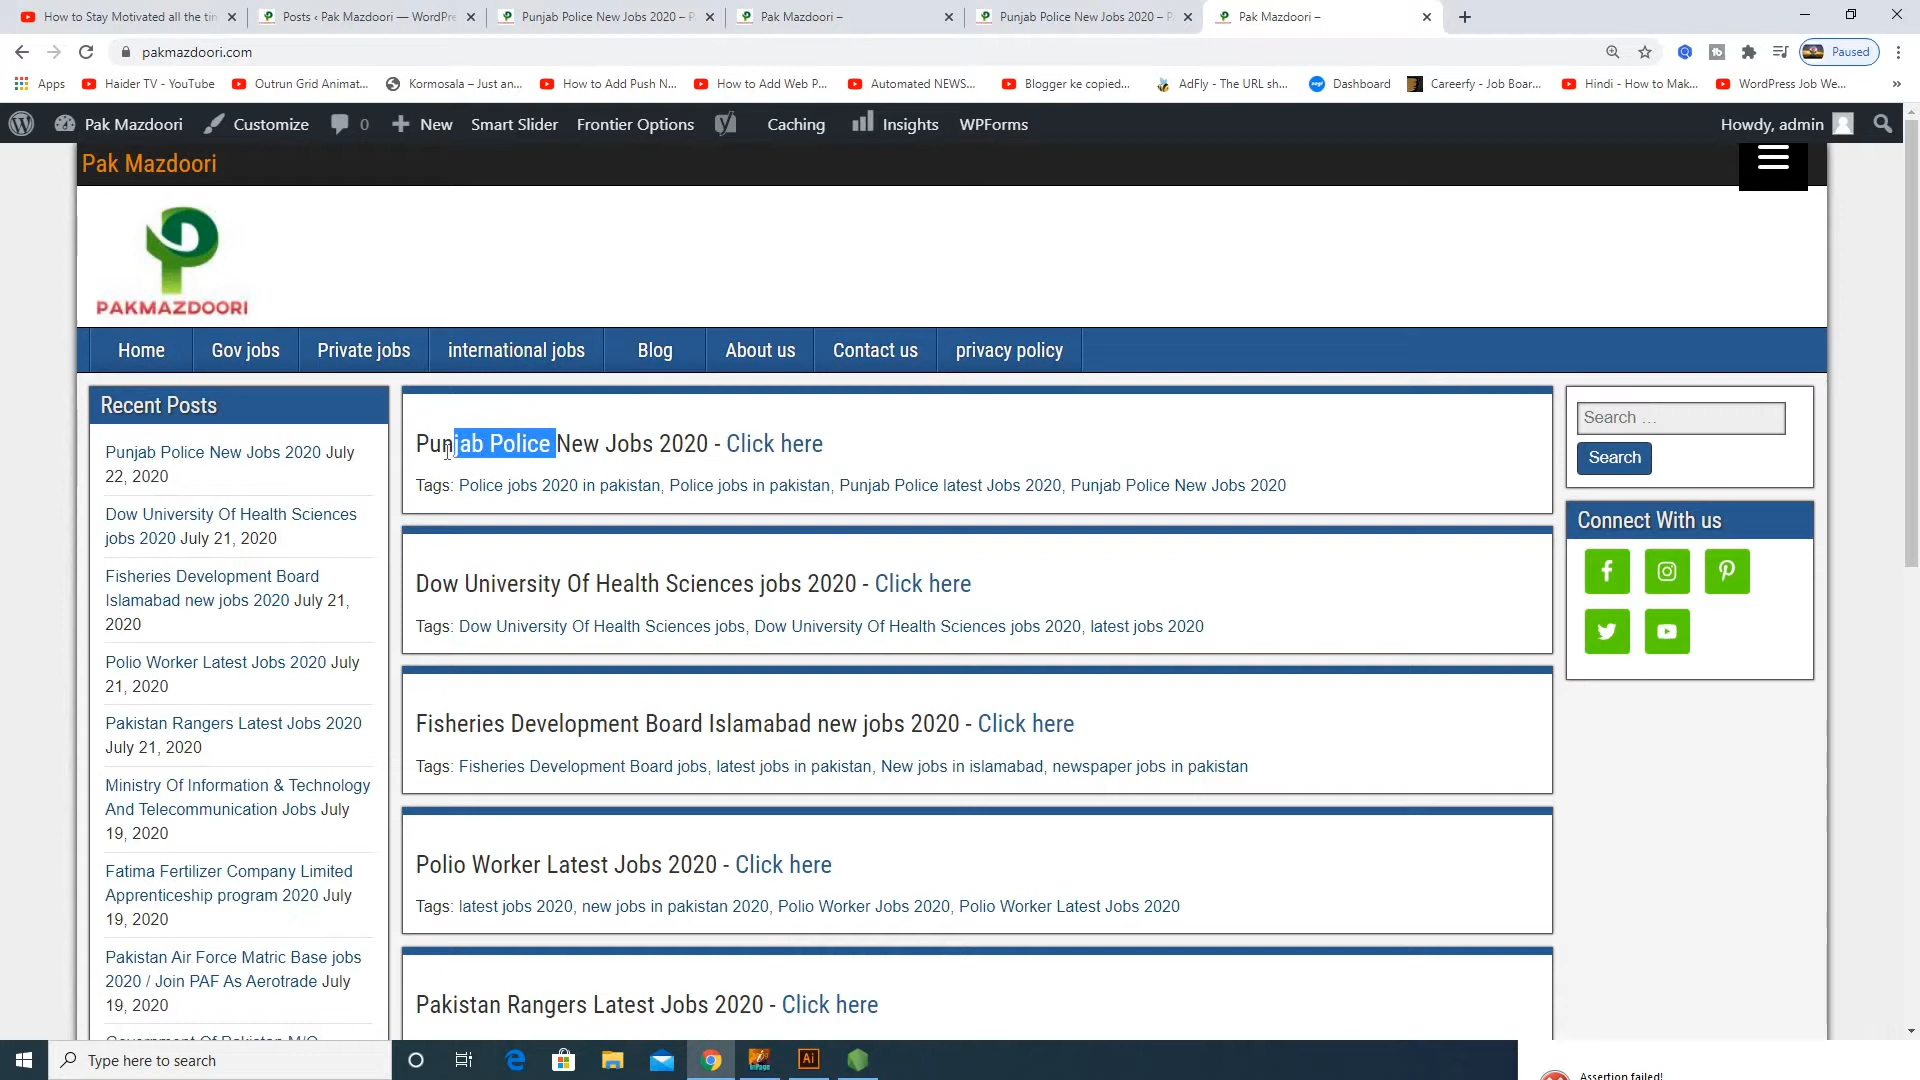 How to Stay Motivated all the tin
Posts ‹ Pak Mazdoori — WordPre
Punjab Police New Jobs 2020 – P
Pak Mazdoori –
Punjab Police New Jobs 2020 – P
Pak Mazdoori –
pakmazdoori.com
Paused
Apps
Haider TV - YouTube
Outrun Grid Animat...
Kormosala – Just an...
How to Add Push N...
How to Add Web P...
Automated NEWS...
Blogger ke copied...
AdFly - The URL sh...
Dashboard
Careerfy - Job Boar...
Hindi - How to Mak...
WordPress Job We...
Pak Mazdoori
Customize
0
New
Smart Slider
Frontier Options
Caching
Insights
WPForms
Howdy, admin
Pak Mazdoori
PAKMAZDOORI
Home
Gov jobs
Private jobs
international jobs
Blog
About us
Contact us
privacy policy
Recent Posts
Punjab Police New Jobs 2020 July
22, 2020
Dow University Of Health Sciences
jobs 2020 July 21, 2020
Fisheries Development Board
Islamabad new jobs 2020 July 21,
2020
Polio Worker Latest Jobs 2020 July
21, 2020
Pakistan Rangers Latest Jobs 2020
July 21, 2020
Ministry Of Information & Technology
And Telecommunication Jobs July
19, 2020
Fatima Fertilizer Company Limited
Apprenticeship program 2020 July
19, 2020
Pakistan Air Force Matric Base jobs
2020 / Join PAF As Aerotrade July
19, 2020
Government Of Pakistan M/O
Punjab Police New Jobs 2020 - Click here
Tags: Police jobs 2020 in pakistan, Police jobs in pakistan, Punjab Police latest Jobs 2020, Punjab Police New Jobs 2020
Dow University Of Health Sciences jobs 2020 - Click here
Tags: Dow University Of Health Sciences jobs, Dow University Of Health Sciences jobs 2020, latest jobs 2020
Fisheries Development Board Islamabad new jobs 2020 - Click here
Tags: Fisheries Development Board jobs, latest jobs in pakistan, New jobs in islamabad, newspaper jobs in pakistan
Polio Worker Latest Jobs 2020 - Click here
Tags: latest jobs 2020, new jobs in pakistan 2020, Polio Worker Jobs 2020, Polio Worker Latest Jobs 2020
Pakistan Rangers Latest Jobs 2020 - Click here
Search …
Search
Connect With us
Type here to search
Ai
Assertion failed!